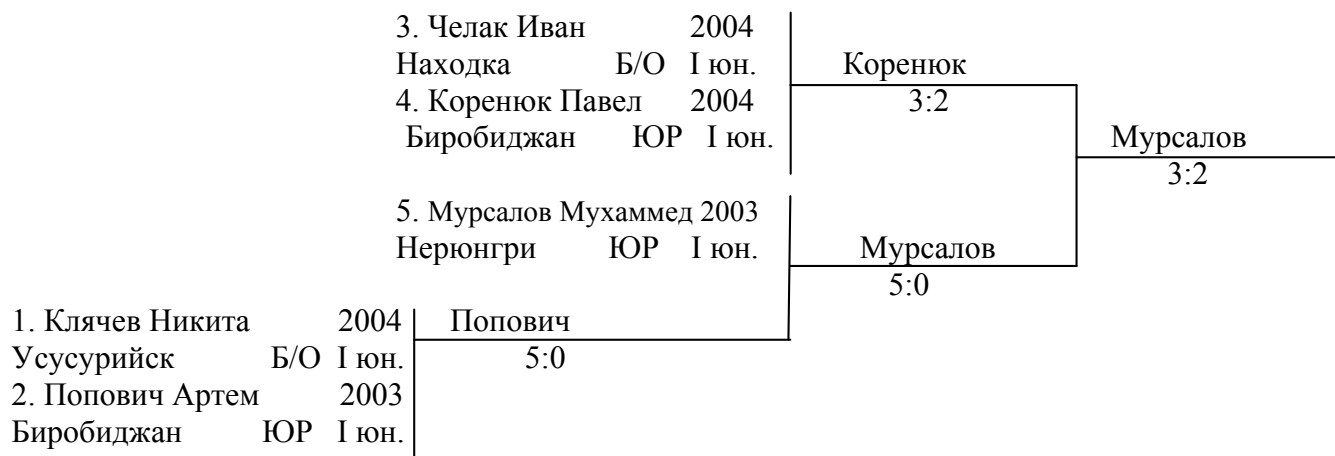 3. Челак Иван 2004
Находка Б/О I юн.
Коренюк
4. Коренюк Павел 2004
3:2
Биробиджан ЮР I юн.
Мурсалов
3:2
5. Мурсалов Мухаммед 2003
Нерюнгри ЮР I юн.
Мурсалов
5:0
1. Клячев Никита 2004
Попович
Усусурийск Б/О I юн.
5:0
2. Попович Артем 2003
Биробиджан ЮР I юн.